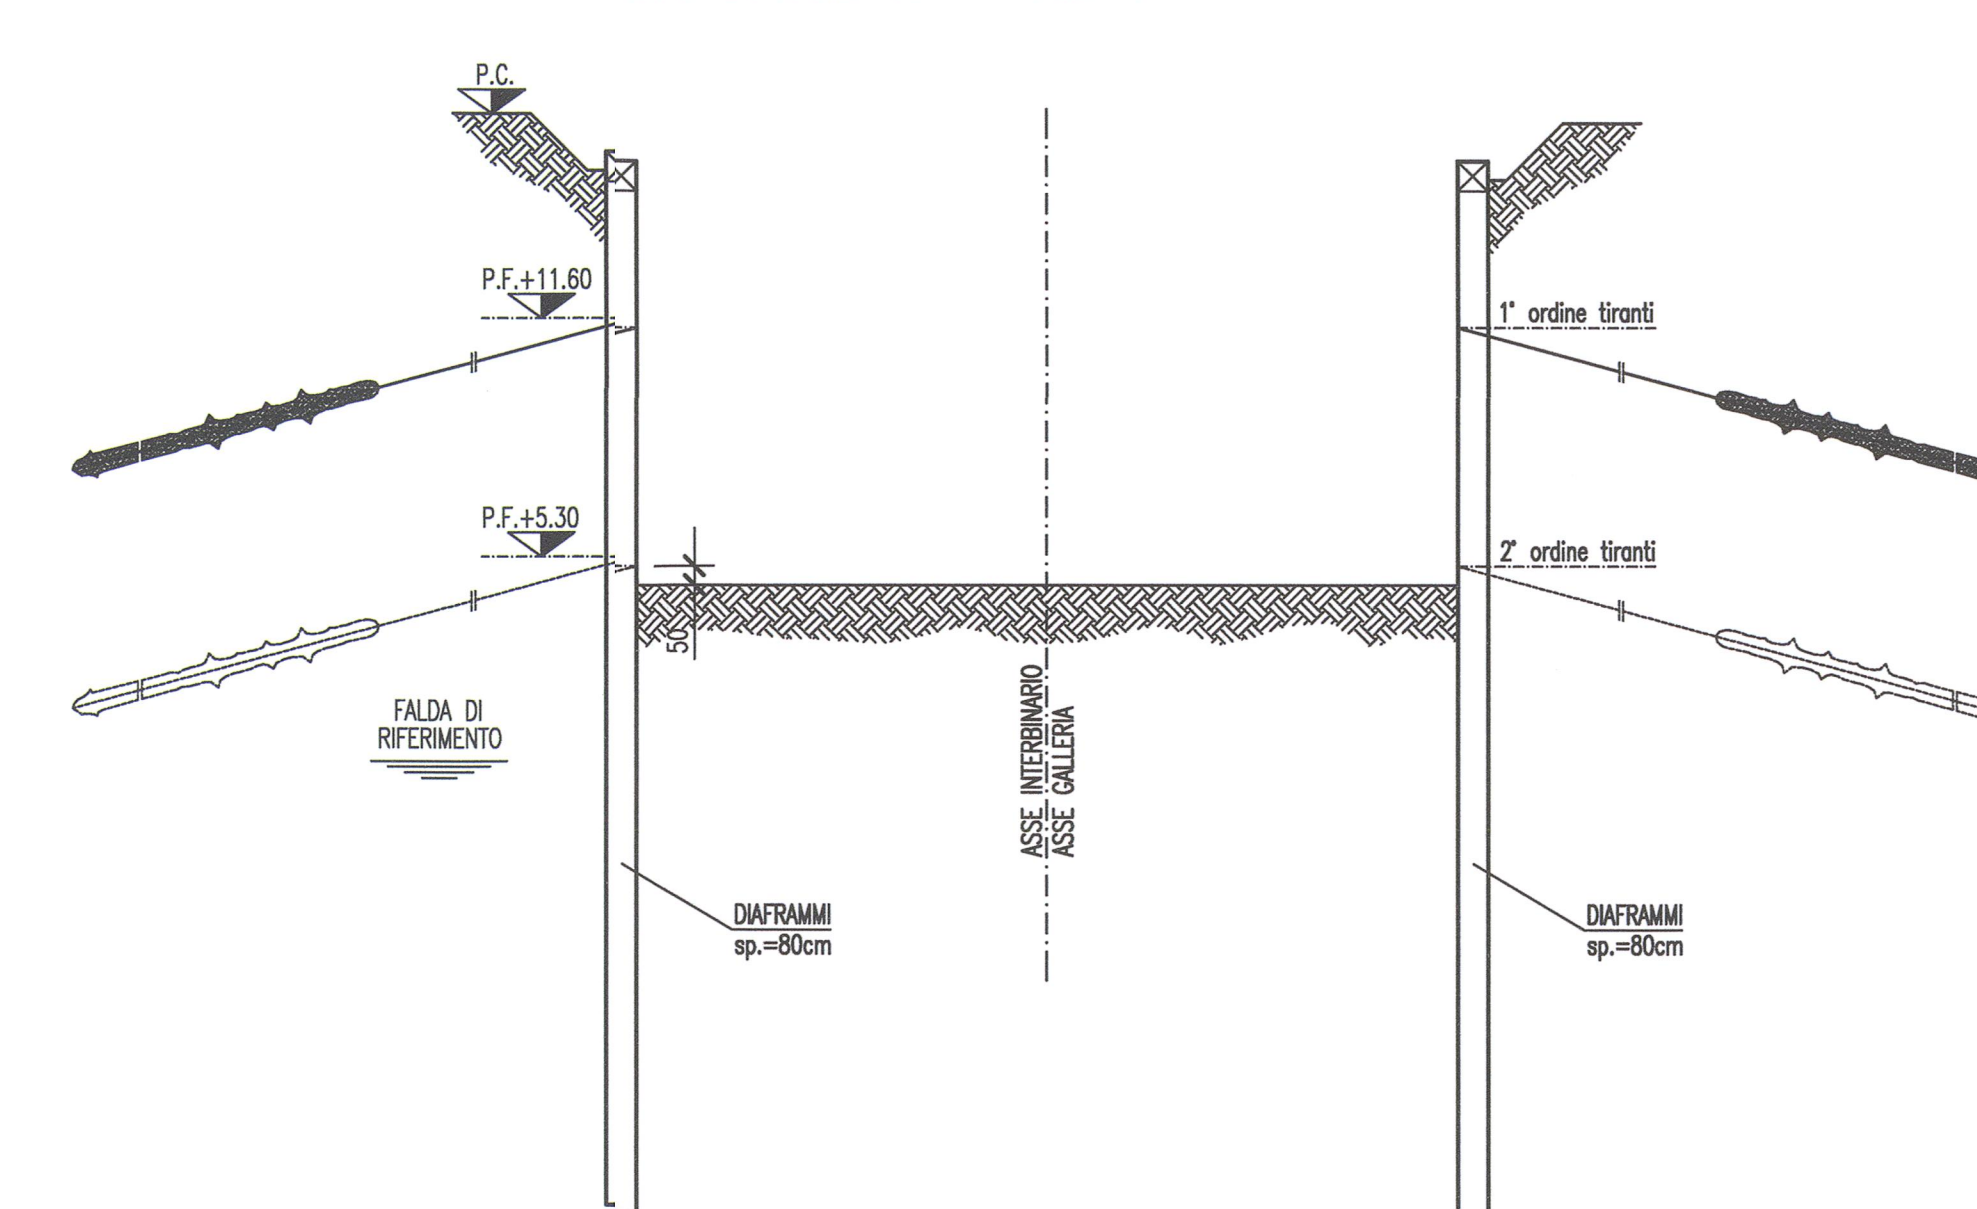 P.C.
P.F.+11.60
1° ordine tiranti
P.F.+5.30
2° ordine tiranti
50
FALDA DI
RIFERIMENTO
ASSE INTERBINARIO
ASSE GALLERIA
DIAFRAMMI
sp.=80cm
DIAFRAMMI
sp.=80cm